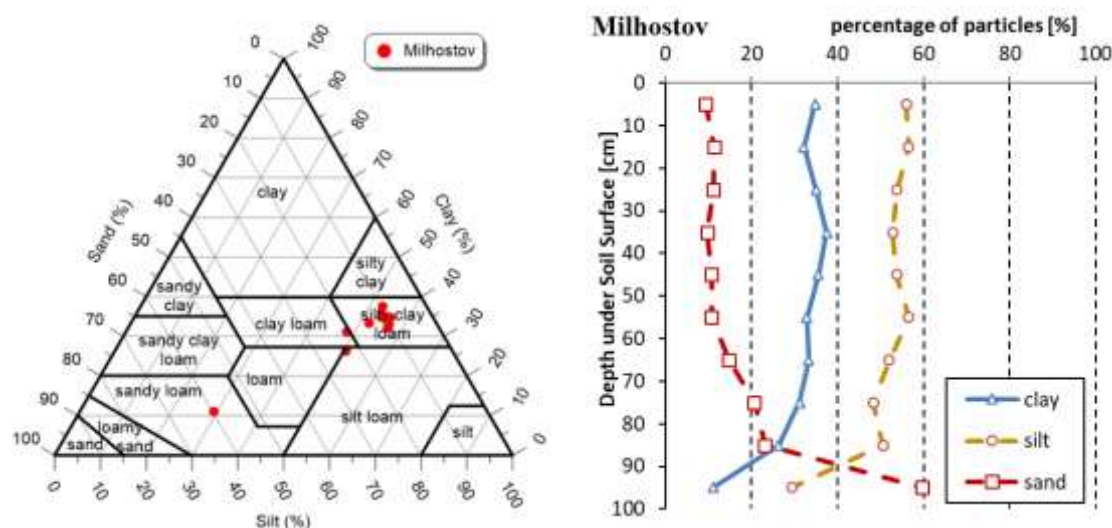 Milhostov
0 100
10 90
20 80
30 70
40 60
50 50
60 40
70 30
80 20
90 10
100 0
Sand (%)
Clay (%)
clay
silty
clay
sandy
clay
clay loam
silty clay
loam
sandy clay
loam
loam
sandy loam
silt loam
loamy
sand
sand
silt
10 20 30 40 50 60 70 80 90 100
Silt (%)
Milhostov percentage of particles [%]
0 20 40 60 80 100
Depth under Soil Surface [cm]
0
10
20
30
40
50
60
70
80
90
100
clay
silt
sand